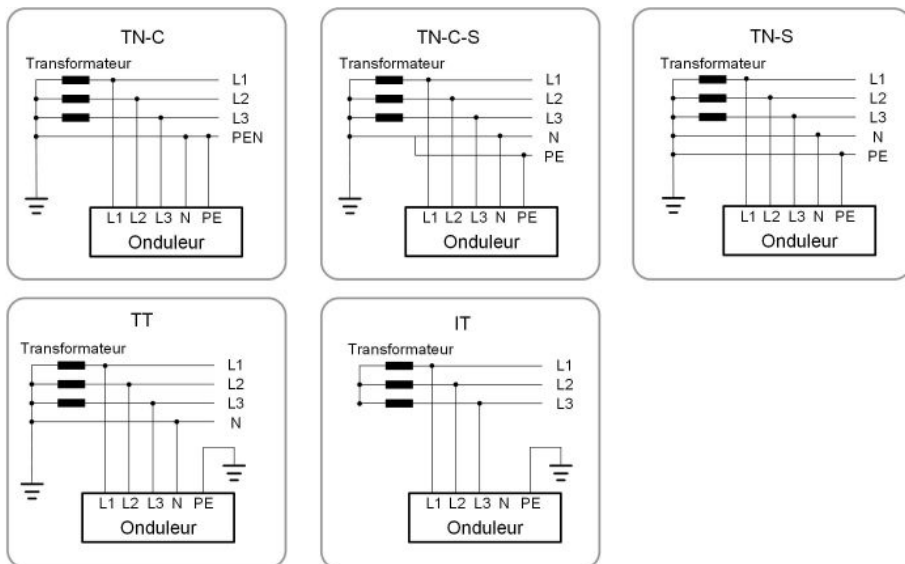 TN-C
Transformateur
L1
L2
L3
PEN
L1 L2 L3 N PE
Onduleur
TN-C-S
Transformateur
L1
L2
L3
N
PE
L1 L2 L3 N PE
Onduleur
TN-S
Transformateur
L1
L2
L3
N
PE
L1 L2 L3 N PE
Onduleur
TT
Transformateur
L1
L2
L3
N
L1 L2 L3 N PE
Onduleur
IT
Transformateur
L1
L2
L3
L1 L2 L3 N PE
Onduleur